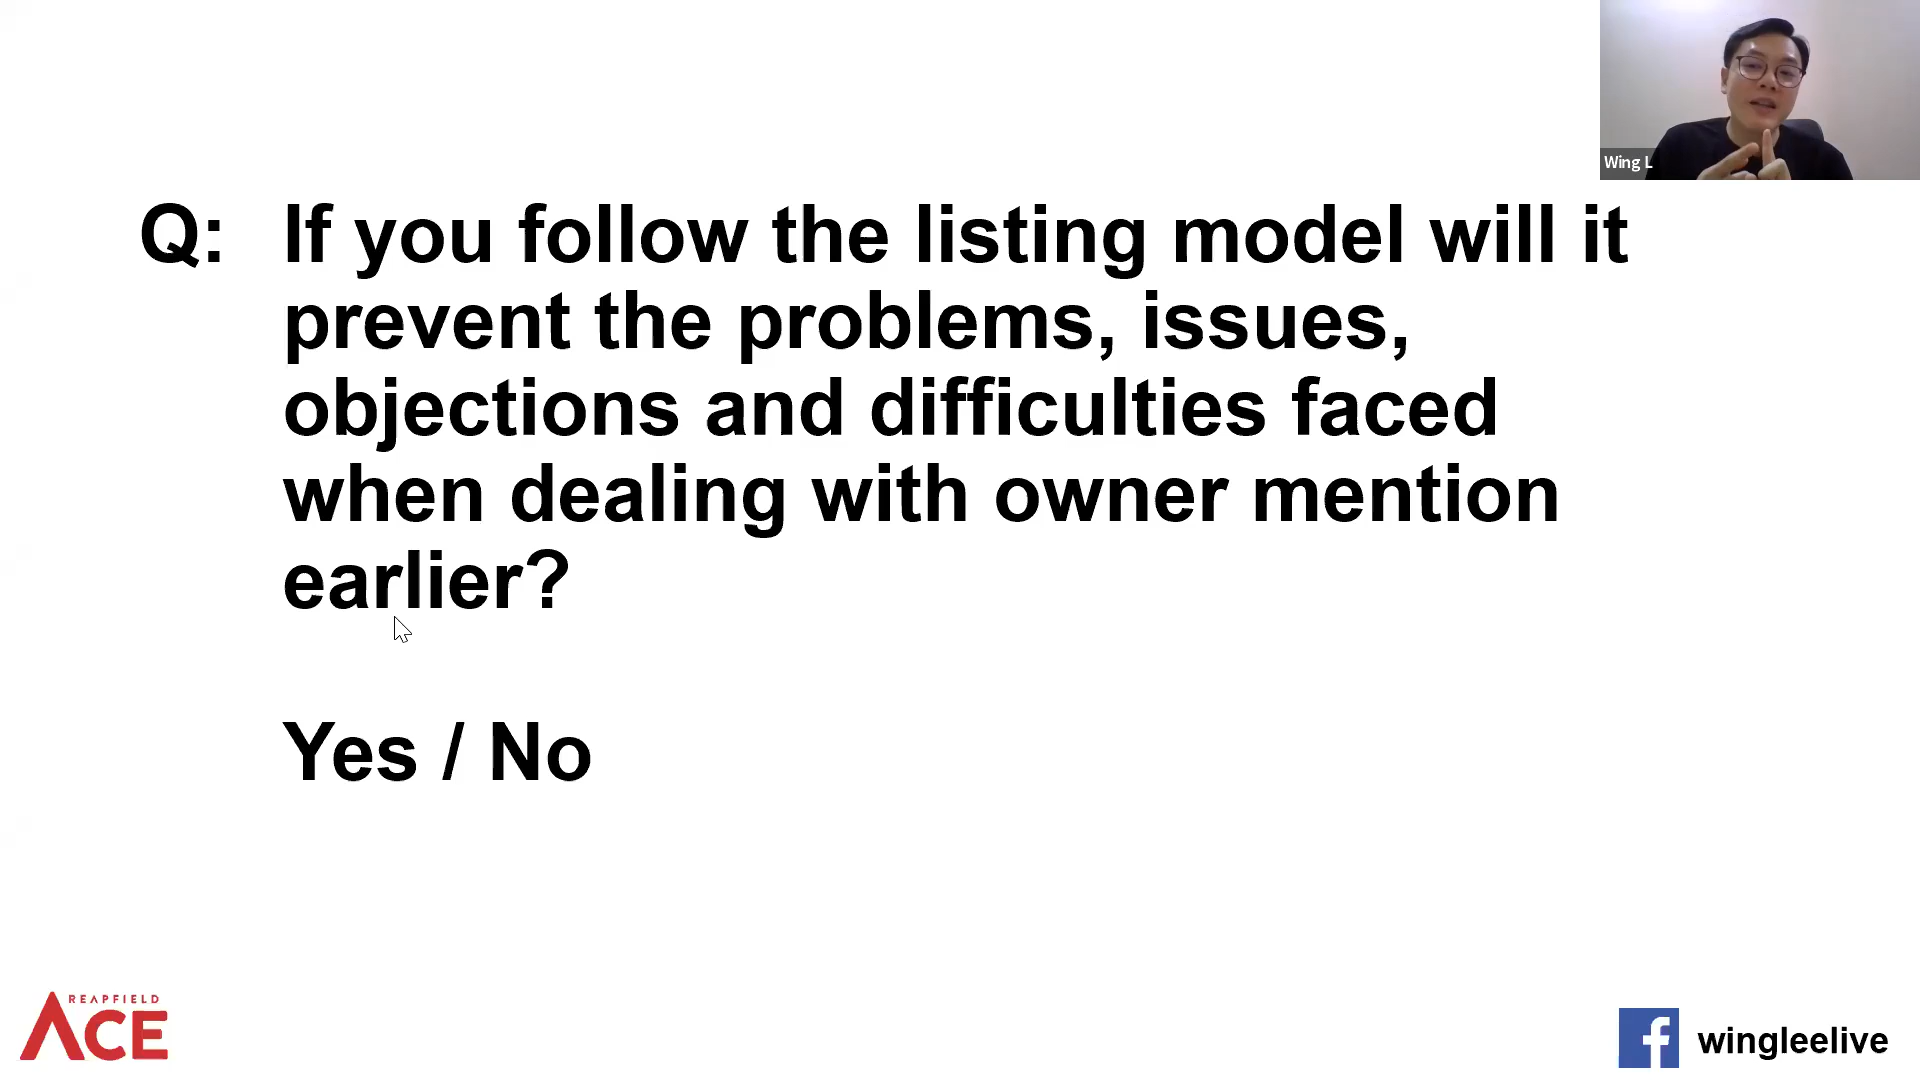 Wing L
Q: If you follow the listing model will it
prevent the problems, issues,
objections and difficulties faced
when dealing with owner mention
earlier?
Yes / No
REAPFIELD
ACE
f wingleelive